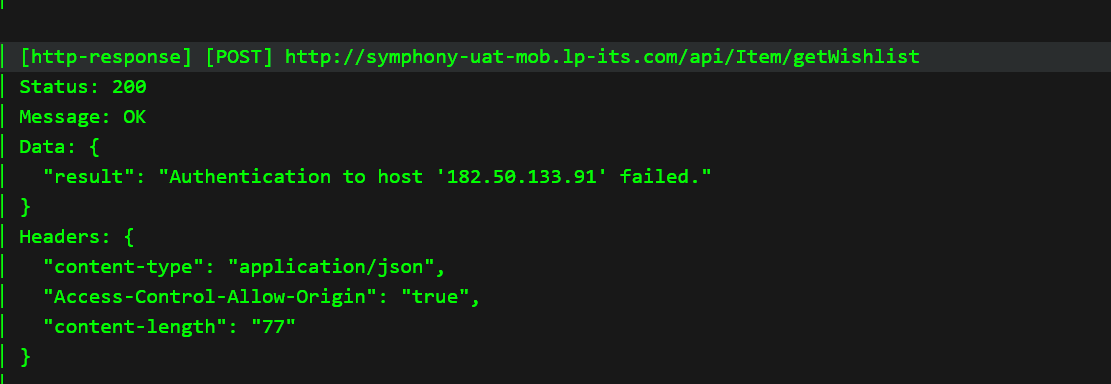 [http-response] [POST] http://symphony-uat-mob.lp-its.com/api/Item/getWishlist
Status: 200
Message: OK
Data: {
"result": "Authentication to host '182.50.133.91' failed."
}
Headers: {
"content-type": "application/json",
"Access-Control-Allow-Origin": "true",
"content-length": "77"
}